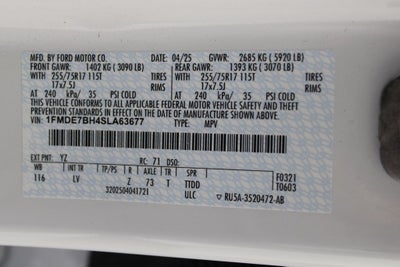 MFD. BY FORD MOTOR CO. 04/25 GVWR: 2685 KG ( 5920 LB)
FRONT GAWR: 1402 KG ( 3090 LB) REAR GAWR: 1393 KG ( 3070 LB)
WITH WITH
255/75R17 115T TIRES 255/75R17 115T TIRES
17x7.5J RIMS 17x7.5J RIMS
AT 240 kPa/ 35 PSI COLD AT 240 kPa/ 35 PSI COLD
THIS VEHICLE CONFORMS TO ALL APPLICABLE FEDERAL MOTOR VEHICLE SAFETY AND THEFT
PREVENTION STANDARDS IN EFFECT ON THE DATE OF MANUFACTURE SHOWN ABOVE.
VIN: 1FMDE7BH4SLA63677 TYPE: MPV
EXT PNT: YZ RC: 71 DSO:
WB INT TR TP/PS R AXLE TR SPR F0321
116 LV Z 73 T TTDD T0603
3202504041721 ULC RU5A-3520472-AB